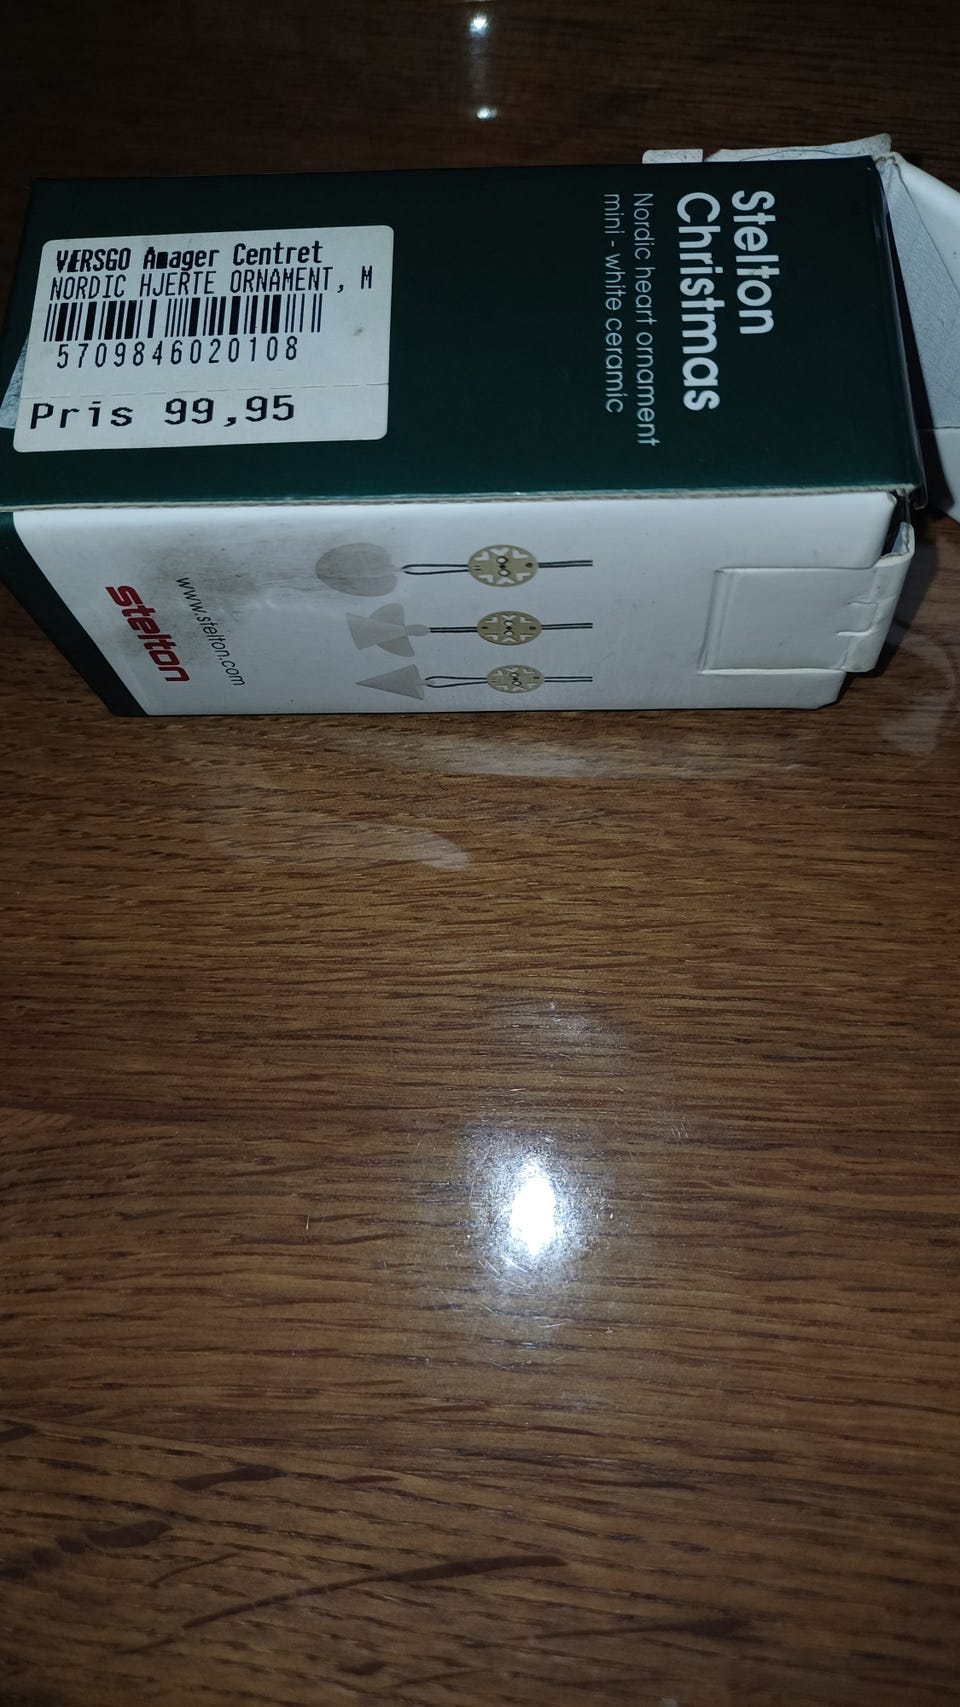 VERSGO Amager Centret
NORDIC HJERTE ORNAMENT, M
5709846020108
Pris 99,95
Stelton
Christmas
Nordic heart ornament
mini - white ceramic
www.stelton.com
stelton